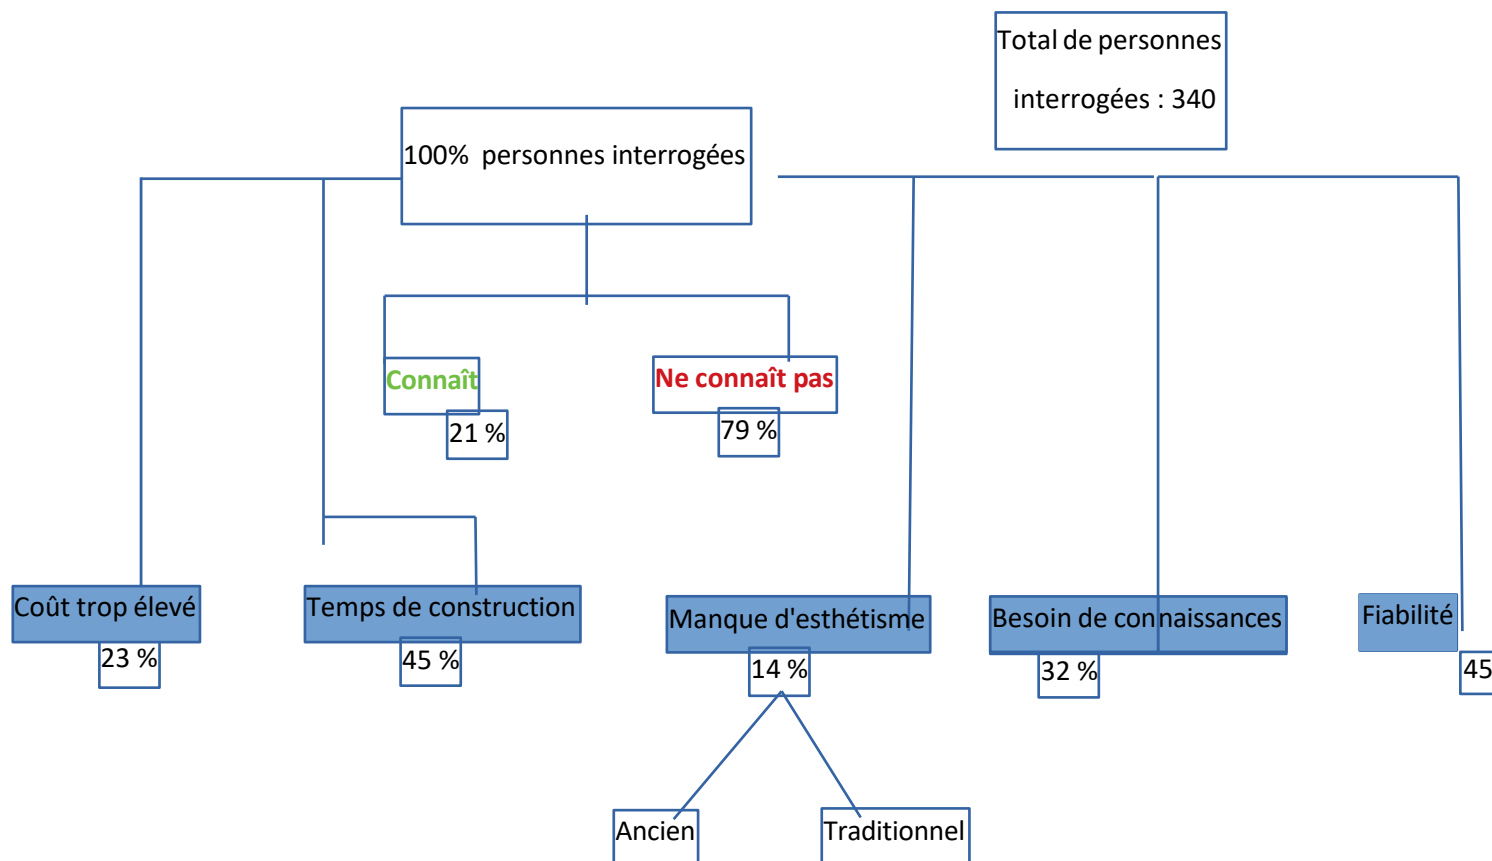 Total de personnes
interrogées : 340
100% personnes interrogées
Connaît
Ne connaît pas
21 %
79 %
Coût trop élevé
Temps de construction
Manque d'esthétisme
Besoin de connaissances
Fiabilité
23 %
45 %
14 %
32 %
45
Ancien
Traditionnel